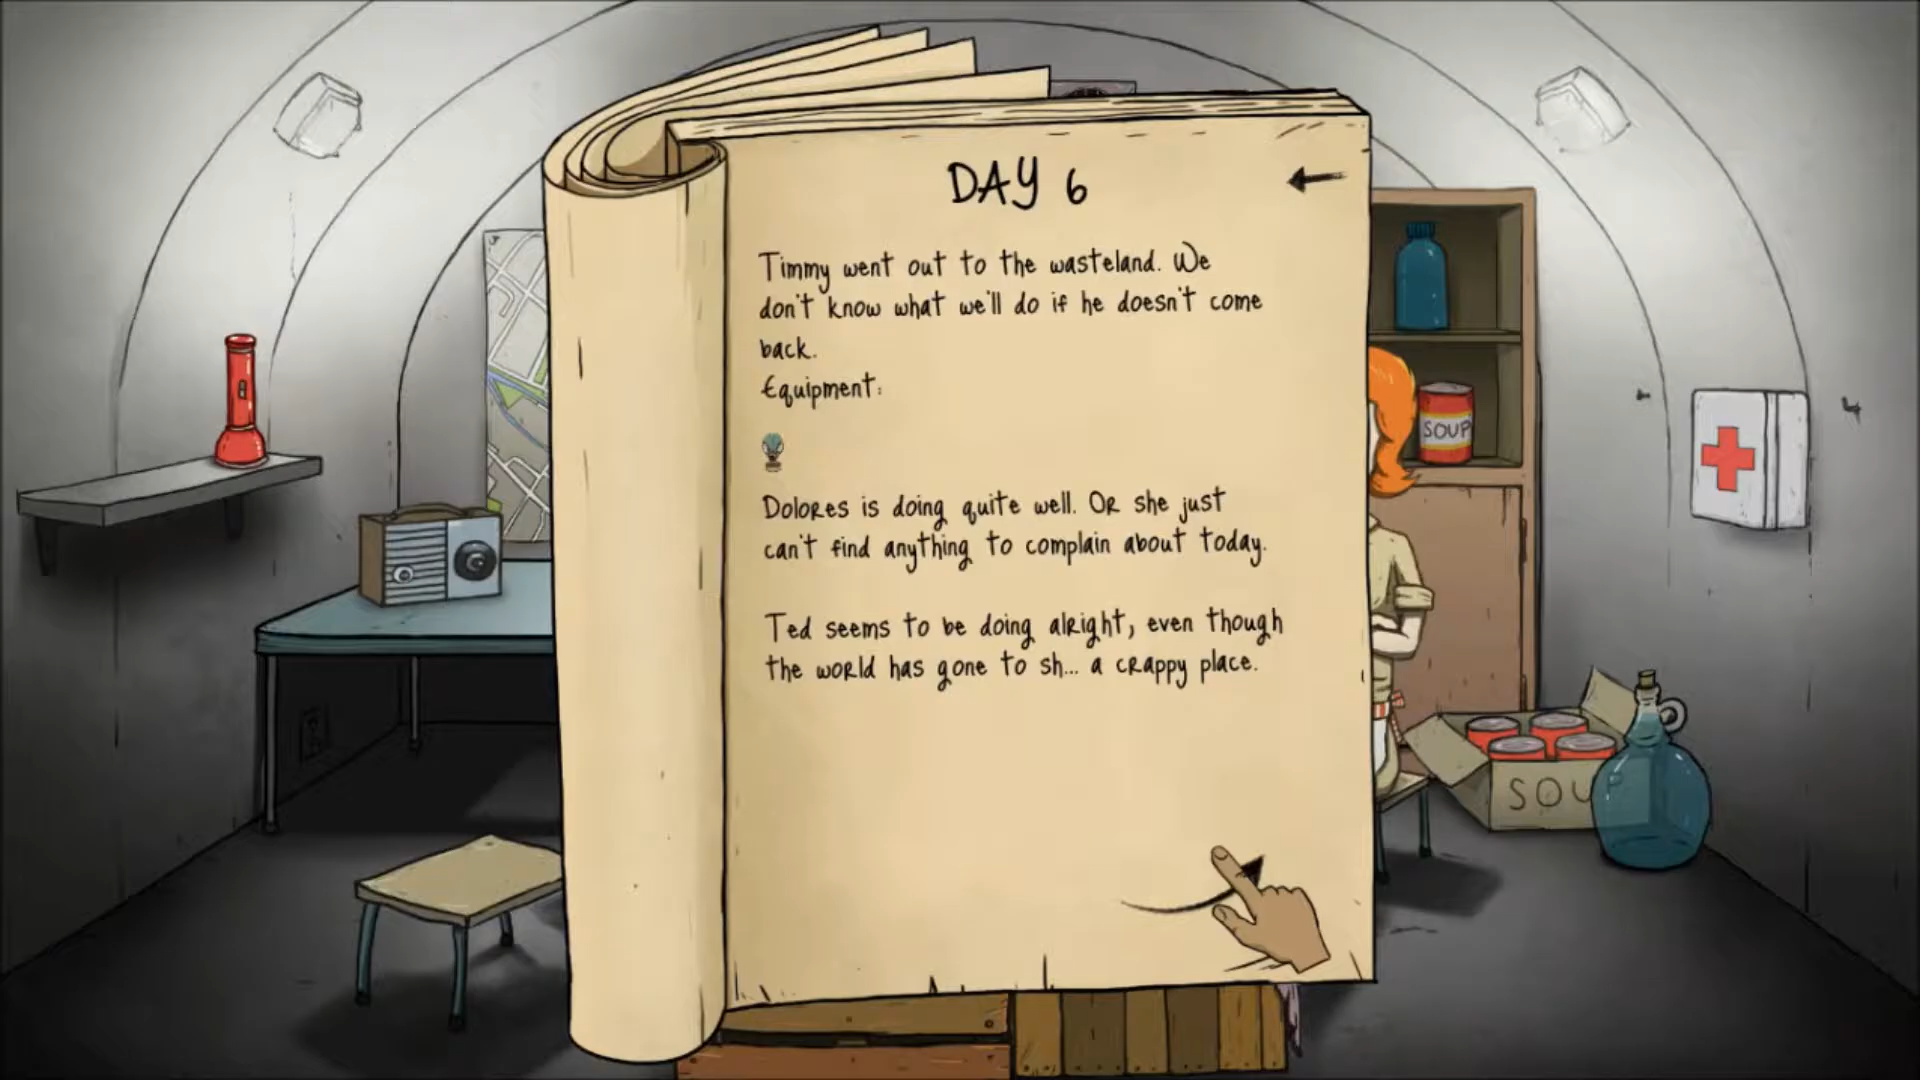 DAY 6
Timmy went out to the wasteland. We
don't know what we'll do if he doesn't come
back.
Equipment:
Dolores is doing quite well. Or she just
can't find anything to complain about today.
Ted seems to be doing alright, even though
the world has gone to sh... a crappy place.
SOUP
SOU